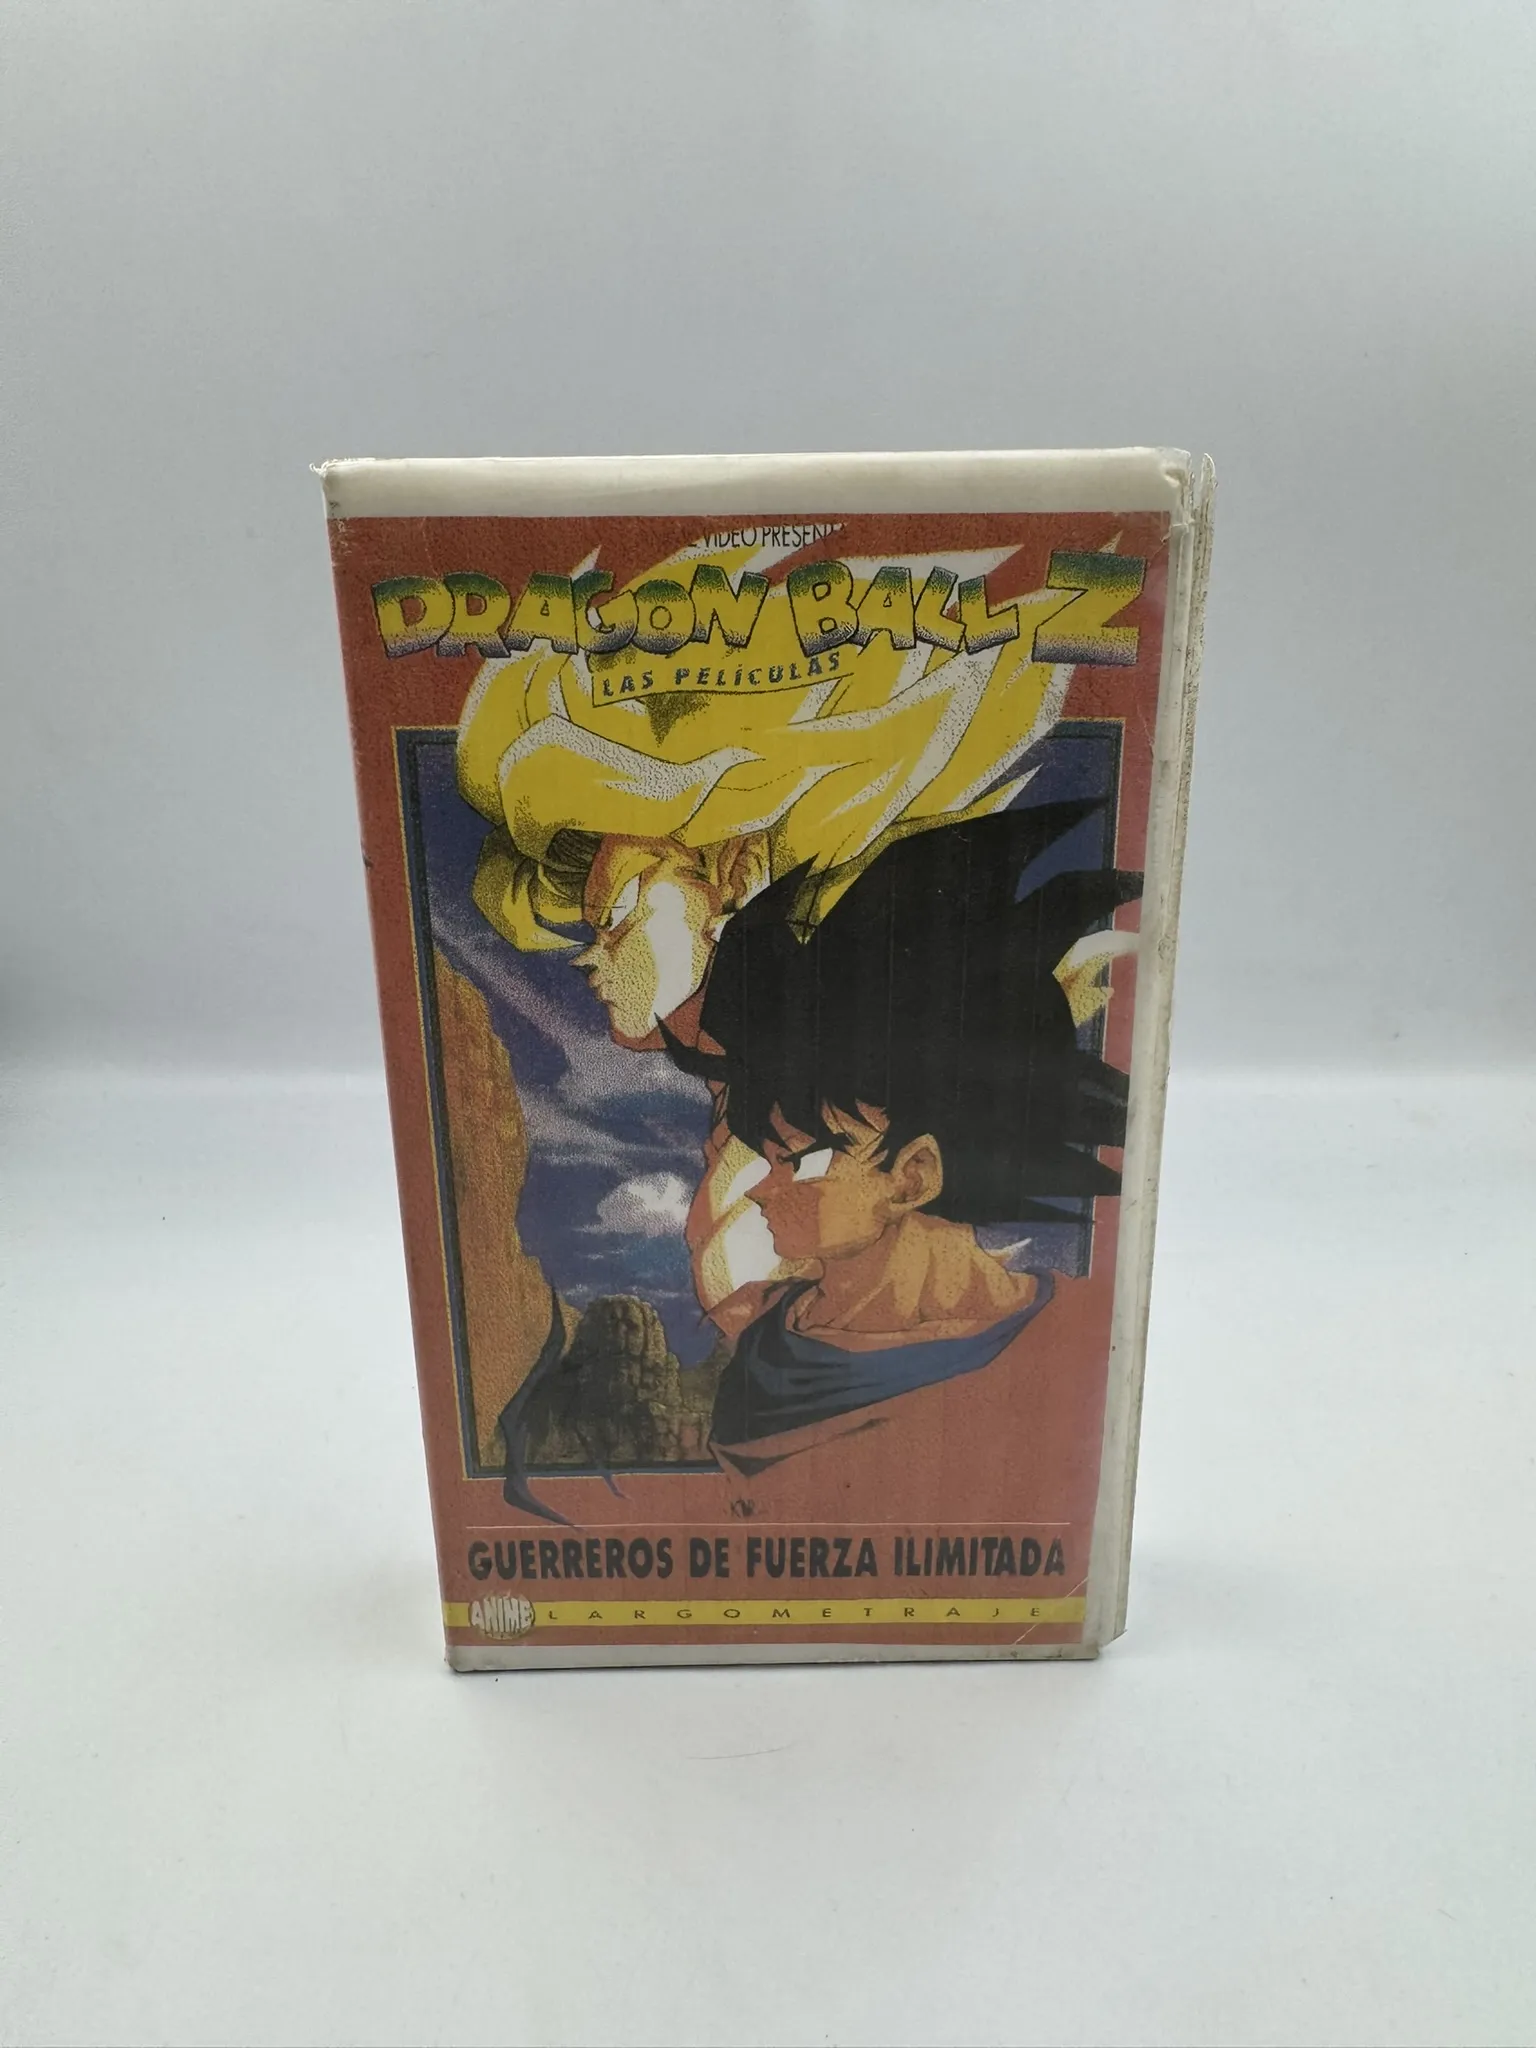 VIDEO PRESENTA
DRAGON BALL Z
LAS PELÍCULAS
GUERREROS DE FUERZA ILIMITADA
ANIME LARGOMETRAJE